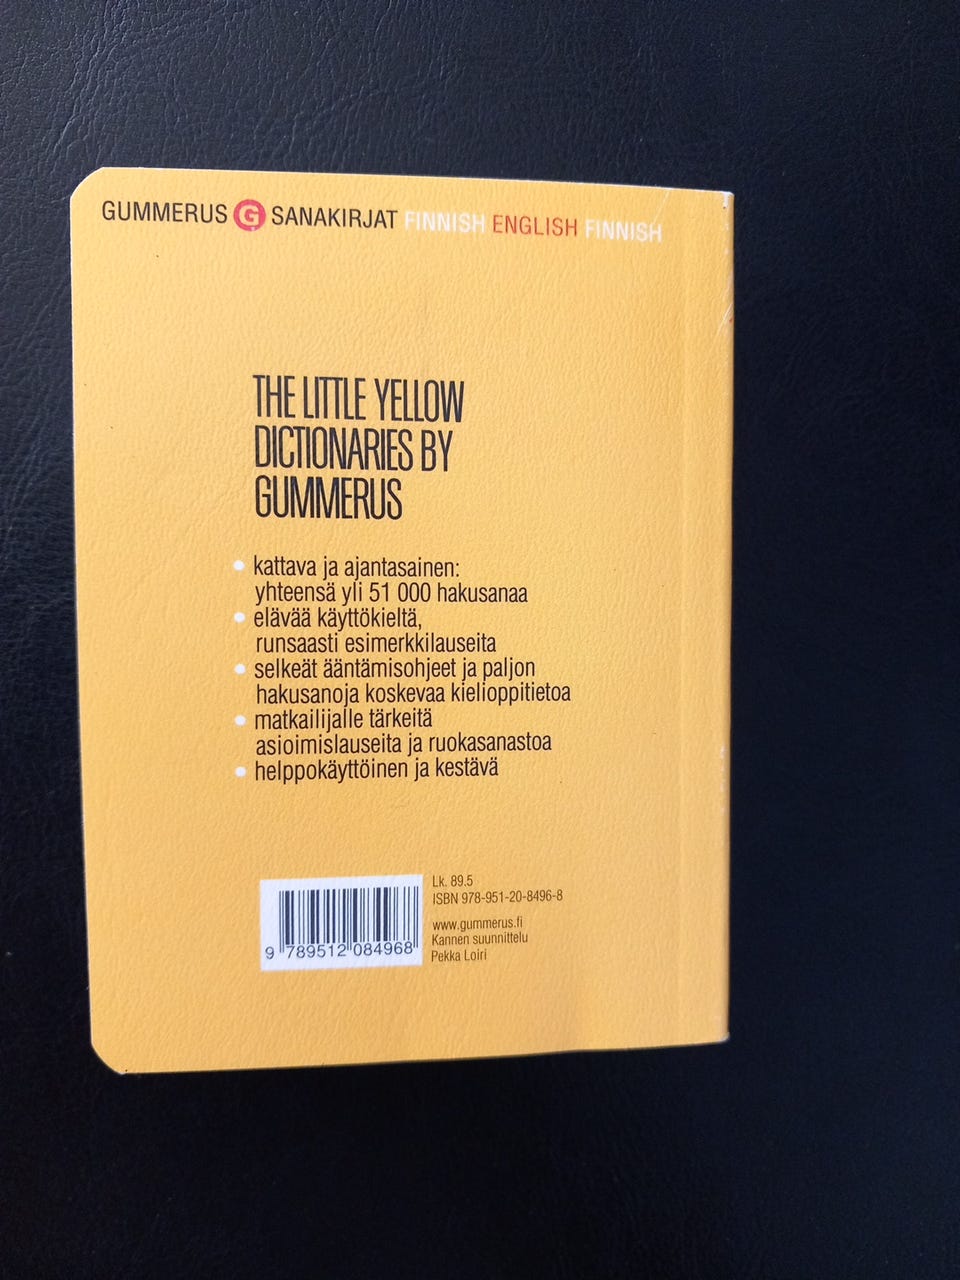 GUMMERUS G SANAKIRJAT FINNISH ENGLISH FINNISH
THE LITTLE YELLOW
DICTIONARIES BY
GUMMERUS
• kattava ja ajantasainen:
yhteensä yli 51 000 hakusanaa
• elävää käyttökieltä,
runsaasti esimerkkilauseita
• selkeät ääntämisohjeet ja paljon
hakusanoja koskevaa kielioppitietoa
• matkailijalle tärkeitä
asioimislauseita ja ruokasanastoa
• helppokäyttöinen ja kestävä
Lk. 89.5
ISBN 978-951-20-8496-8
www.gummerus.fi
Kannen suunnittelu
Pekka Loiri
9 789512 084968